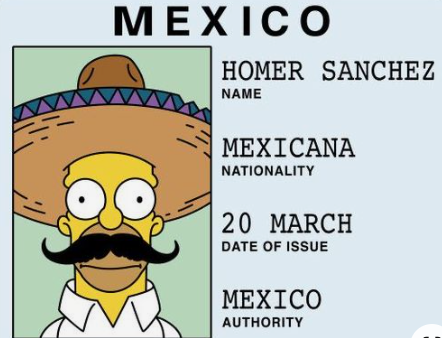 MEXICO
HOMER SANCHEZ
NAME
MEXICANA
NATIONALITY
20 MARCH
DATE OF ISSUE
MEXICO
AUTHORITY